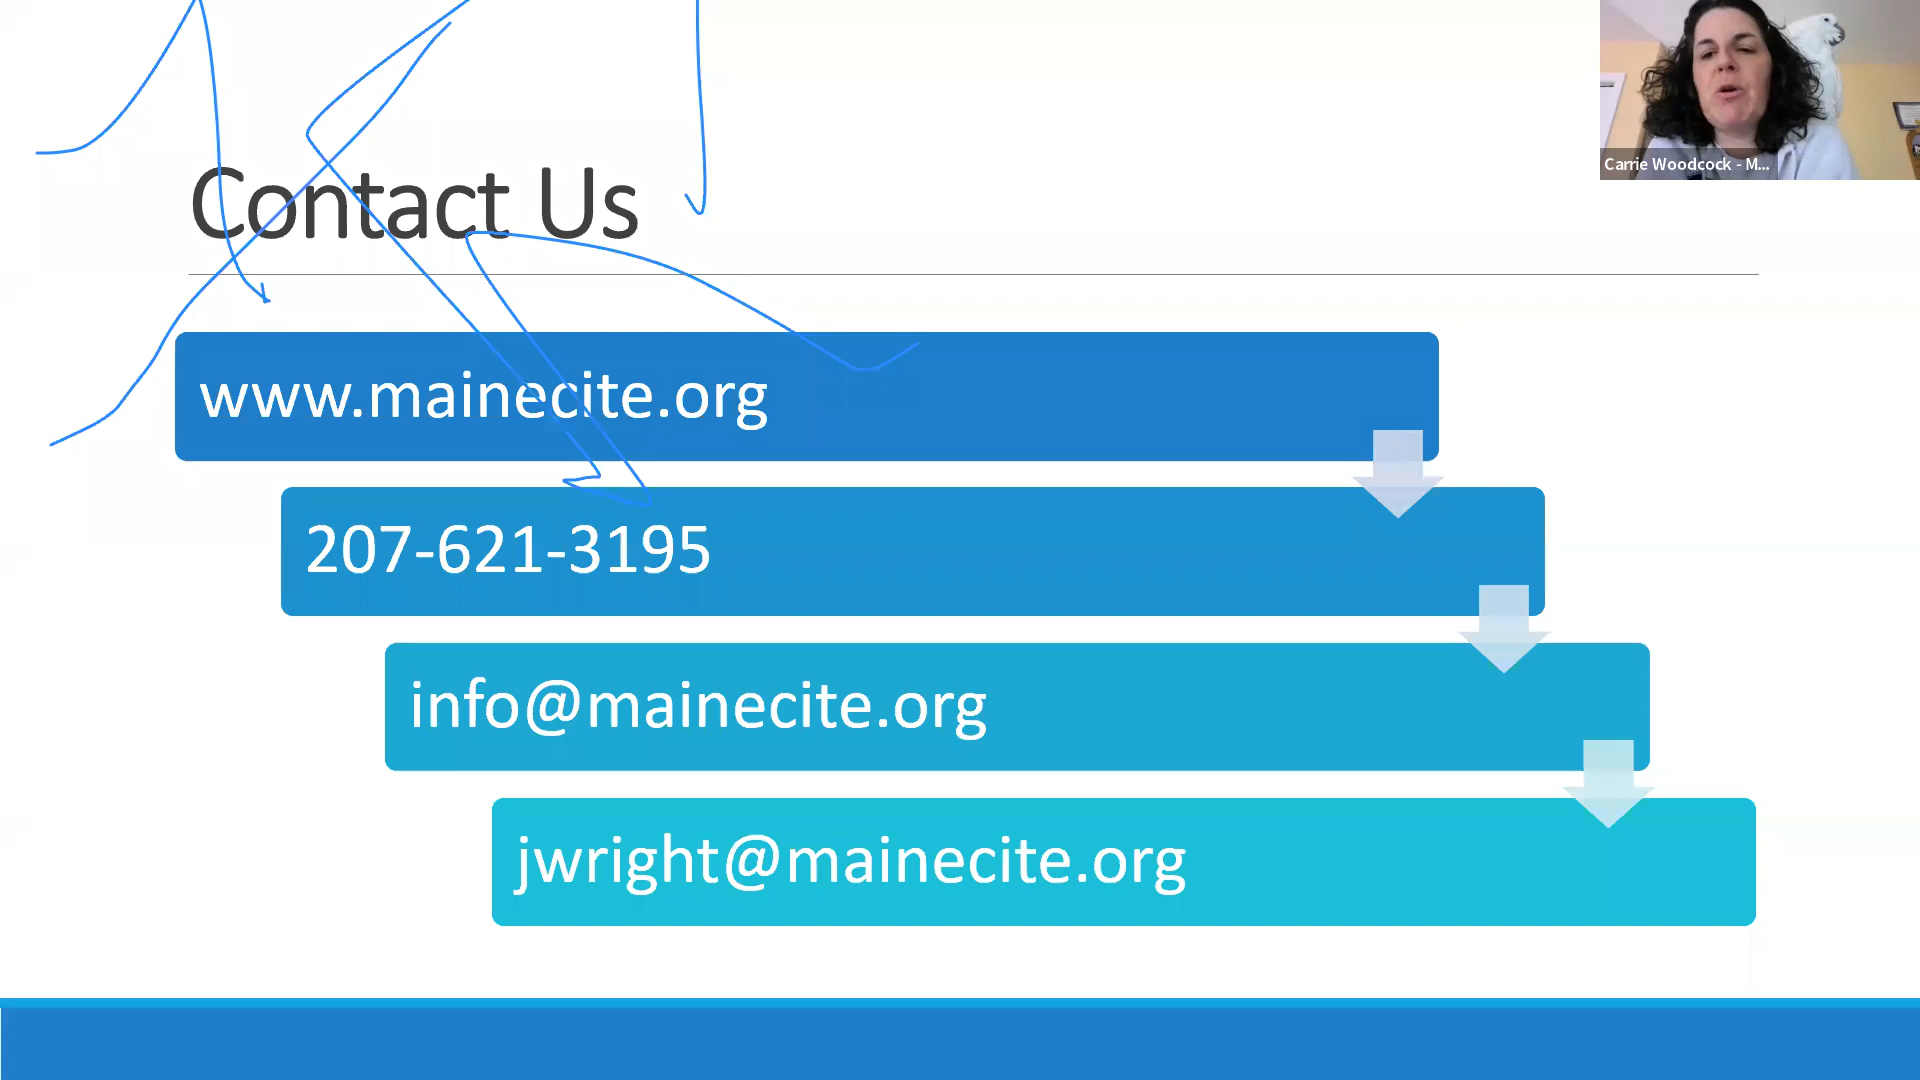 Carrie Woodcock - M...
Contact Us
www.mainecite.org
207-621-3195
info@mainecite.org
jwright@mainecite.org